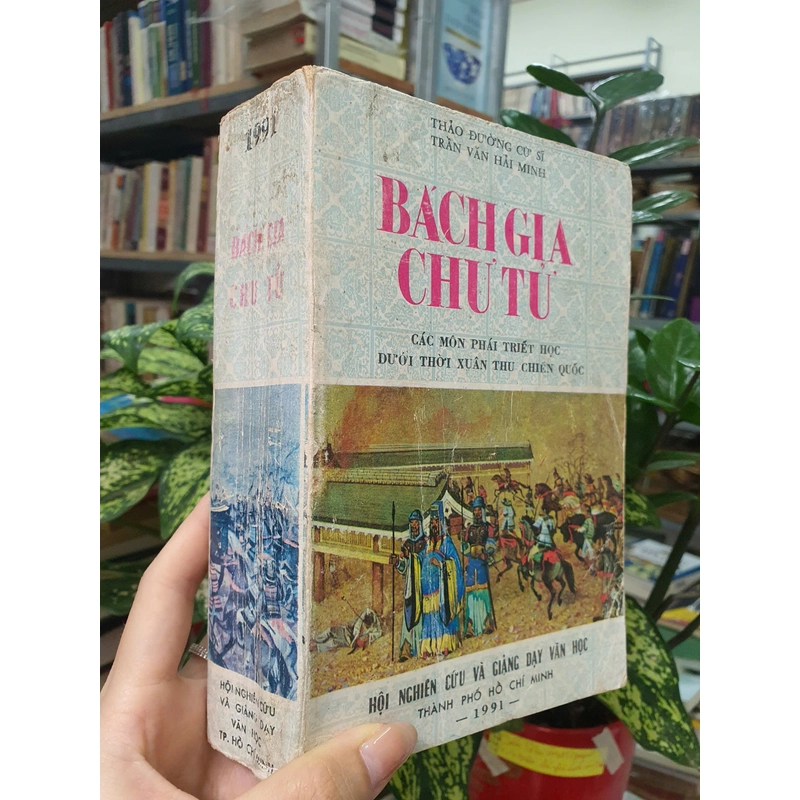 THẢO ĐƯỜNG CƯ SĨ
TRẦN VĂN HẢI MINH
BÁCH GIA
CHƯ TỬ
CÁC MÔN PHÁI TRIẾT HỌC
DƯỚI THỜI XUÂN THU CHIẾN QUỐC
HỘI NGHIÊN CỨU VÀ GIẢNG DẠY VĂN HỌC
THÀNH PHỐ HỒ CHÍ MINH
— 1991 —
1991
BÁCH GIA
CHƯ TỬ
HỘI NGHIÊN CỨU
VÀ GIẢNG DẠY
VĂN HỌC
TP. HỒ CHÍ MINH